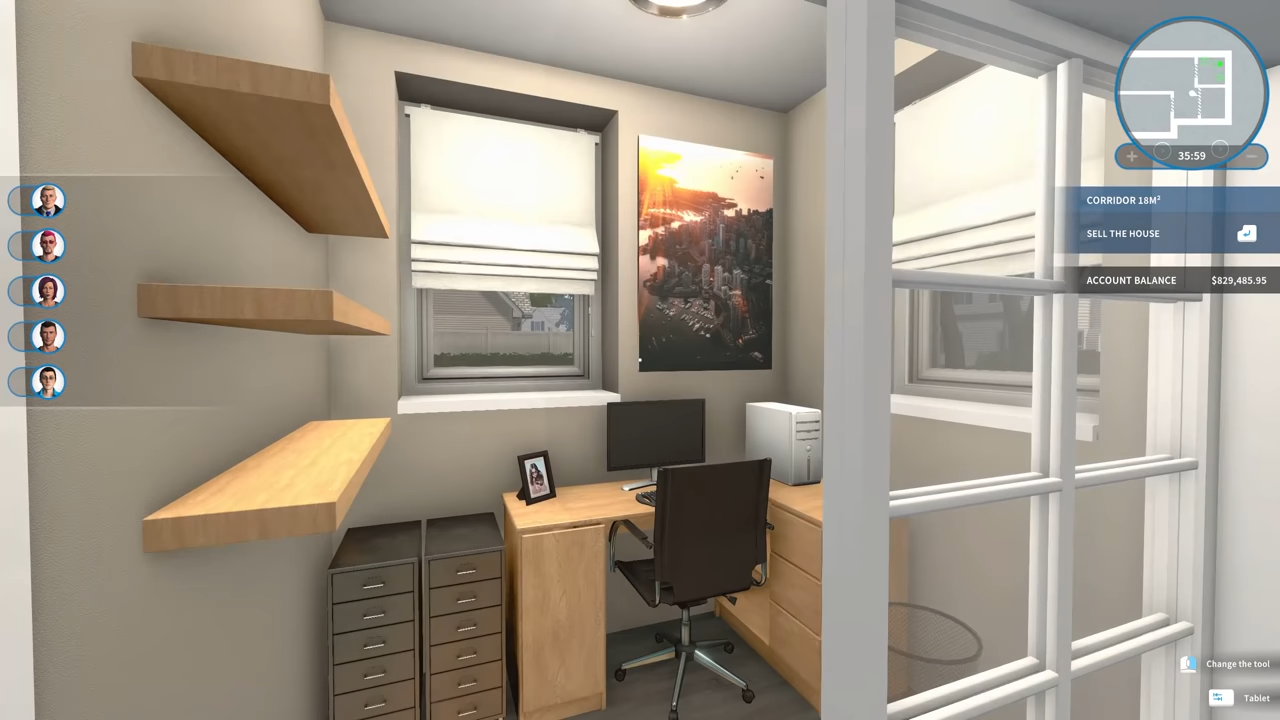 35:59
CORRIDOR 18M²
SELL THE HOUSE
ACCOUNT BALANCE $829,485.95
Change the tool
Tablet